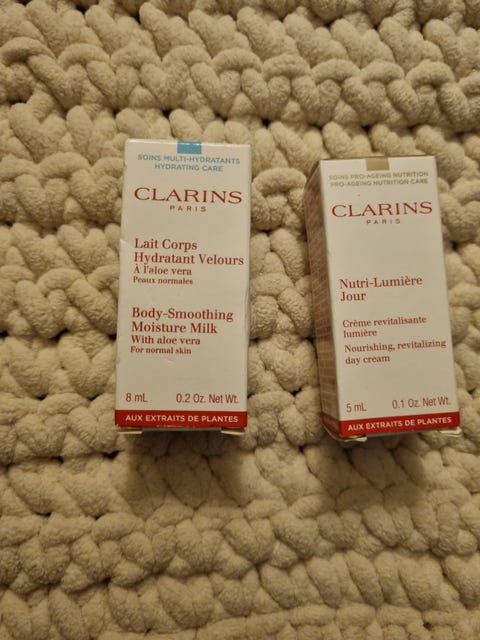 SOINS MULTI-HYDRATANTS
HYDRATING CARE
CLARINS
PARIS
Lait Corps
Hydratant Velours
À l'aloe vera
Peaux normales
Body-Smoothing
Moisture Milk
With aloe vera
For normal skin
8 mL 0.2 Oz. Net Wt.
AUX EXTRAITS DE PLANTES
SOINS PRO-AGEING NUTRITION
PRO-AGEING NUTRITION CARE
CLARINS
PARIS
Nutri-Lumière
Jour
Crème revitalisante
lumière
Nourishing, revitalizing
day cream
5 mL 0.1 Oz. Net Wt.
AUX EXTRAITS DE PLANTES